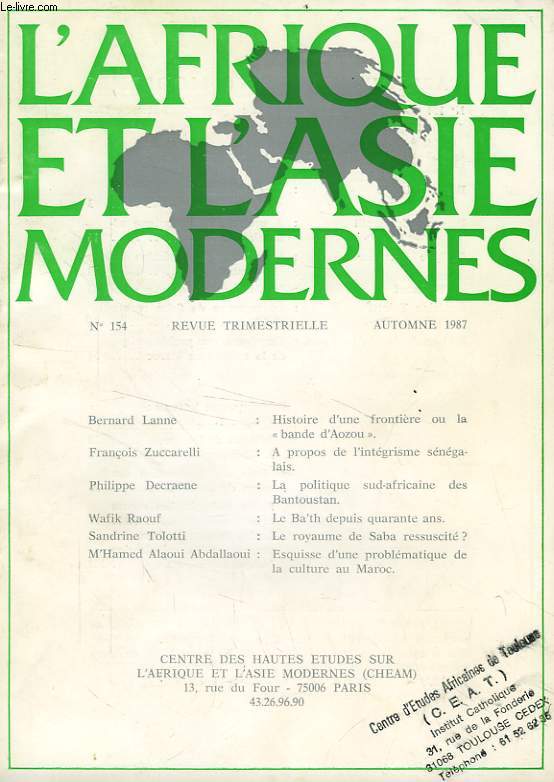 Le-livre.com
L'AFRIQUE
ET L'ASIE
MODERNES
N° 154 REVUE TRIMESTRIELLE AUTOMNE 1987
Bernard Lanne : Histoire d'une frontière ou la
« bande d'Aozou ».
François Zuccarelli : A propos de l'intégrisme sénéga-
lais.
Philippe Decraene : La politique sud-africaine des
Bantoustan.
Wafik Raouf : Le Ba'th depuis quarante ans.
Sandrine Tolotti : Le royaume de Saba ressuscité ?
M'Hamed Alaoui Abdallaoui : Esquisse d'une problématique de
la culture au Maroc.
CENTRE DES HAUTES ETUDES SUR
L'AFRIQUE ET L'ASIE MODERNES (CHEAM)
13, rue du Four - 75006 PARIS
43.26.96.90
Centre d'Etudes Africaines de Toulouse
( C. E. A. T. )
Institut Catholique
31, rue de la Fonderie
31068 TOULOUSE CEDEX
Téléphone : 61 52 62 35